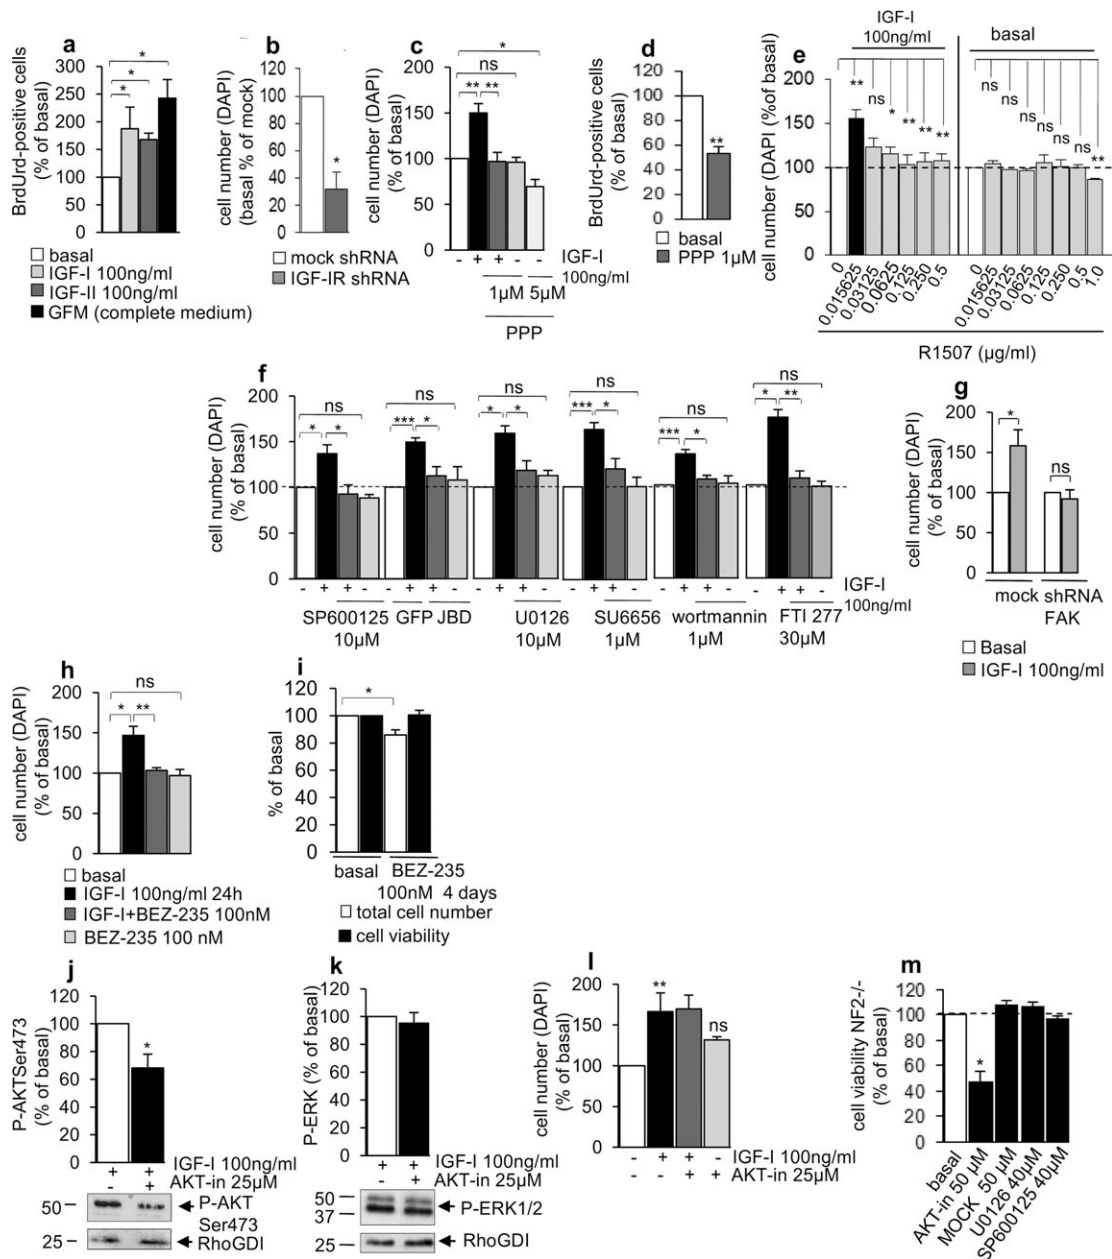 a
BrdUrd-positive cells
(% of basal)
300
250
200
150
100
50
0
*
*
*
basal
IGF-I 100ng/ml
IGF-II 100ng/ml
GFM (complete medium)
b
cell number (DAPI)
(basal % of mock)
120
100
80
60
40
20
0
*
mock shRNA
IGF-IR shRNA
c
cell number (DAPI)
(% of basal)
200
150
100
50
0
*
ns
** **
- + + - -
IGF-I
100ng/ml
1µM 5µM
PPP
d
BrdUrd-positive cells
(% of basal)
120
100
80
60
40
20
0
**
basal
PPP 1µM
e
IGF-I
100ng/ml
basal
cell number (DAPI) (%of basal)
200
150
100
50
0
** ns * ** ** **
ns ns ns ns ns ns **
0 0.015625 0.03125 0.0625 0.125 0.250 0.5
0 0.015625 0.03125 0.0625 0.125 0.250 0.5 1.0
R1507 (µg/ml)
f
cell number (DAPI)
(% of basal)
200
150
100
50
0
ns ns ns ns ns ns
* * *** * * * *** * *** * * **
- + + - - + + - - + + - - + + - - + + - - + + -
IGF-I
100ng/ml
SP600125 GFP JBD U0126 SU6656 wortmannin FTI 277
10µM 10µM 1µM 1µM 30µM
g
cell number (DAPI)
(% of basal)
200
150
100
50
0
*
ns
mock shRNA
FAK
Basal
IGF-I 100ng/ml
h
cell number (DAPI)
(% of basal)
200
150
100
50
0
ns
* **
basal
IGF-I 100ng/ml 24h
IGF-I+BEZ-235 100nM
BEZ-235 100 nM
i
% of basal
120
100
80
60
40
20
0
*
basal BEZ-235
100nM 4 days
total cell number
cell viability
j
P-AKTSer473
(% of basal)
120
100
80
60
40
20
0
*
+ + IGF-I 100ng/ml
+ AKT-in 25µM
50
P-AKT
Ser473
25
RhoGDI
k
P-ERK (% of basal)
120
100
80
60
40
20
0
+ + IGF-I 100ng/ml
+ AKT-in 25µM
50
37
P-ERK1/2
25
RhoGDI
l
cell number (DAPI)
(% of basal)
200
150
100
50
0
**
ns
- + + - IGF-I 100ng/ml
- - + + AKT-in 25µM
m
cell viability NF2-/-
(% of basal)
120
100
80
60
40
20
0
*
basal
AKT-in 50 µM
MOCK 50 µM
U0126 40µM
SP600125 40µM